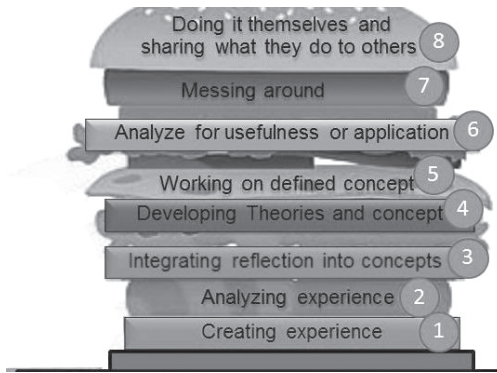 Doing it themselves and
sharing what they do to others 8
Messing around 7
Analyze for usefulness or application 6
Working on defined concept 5
Developing Theories and concept 4
Integrating reflection into concepts 3
Analyzing experience 2
Creating experience 1